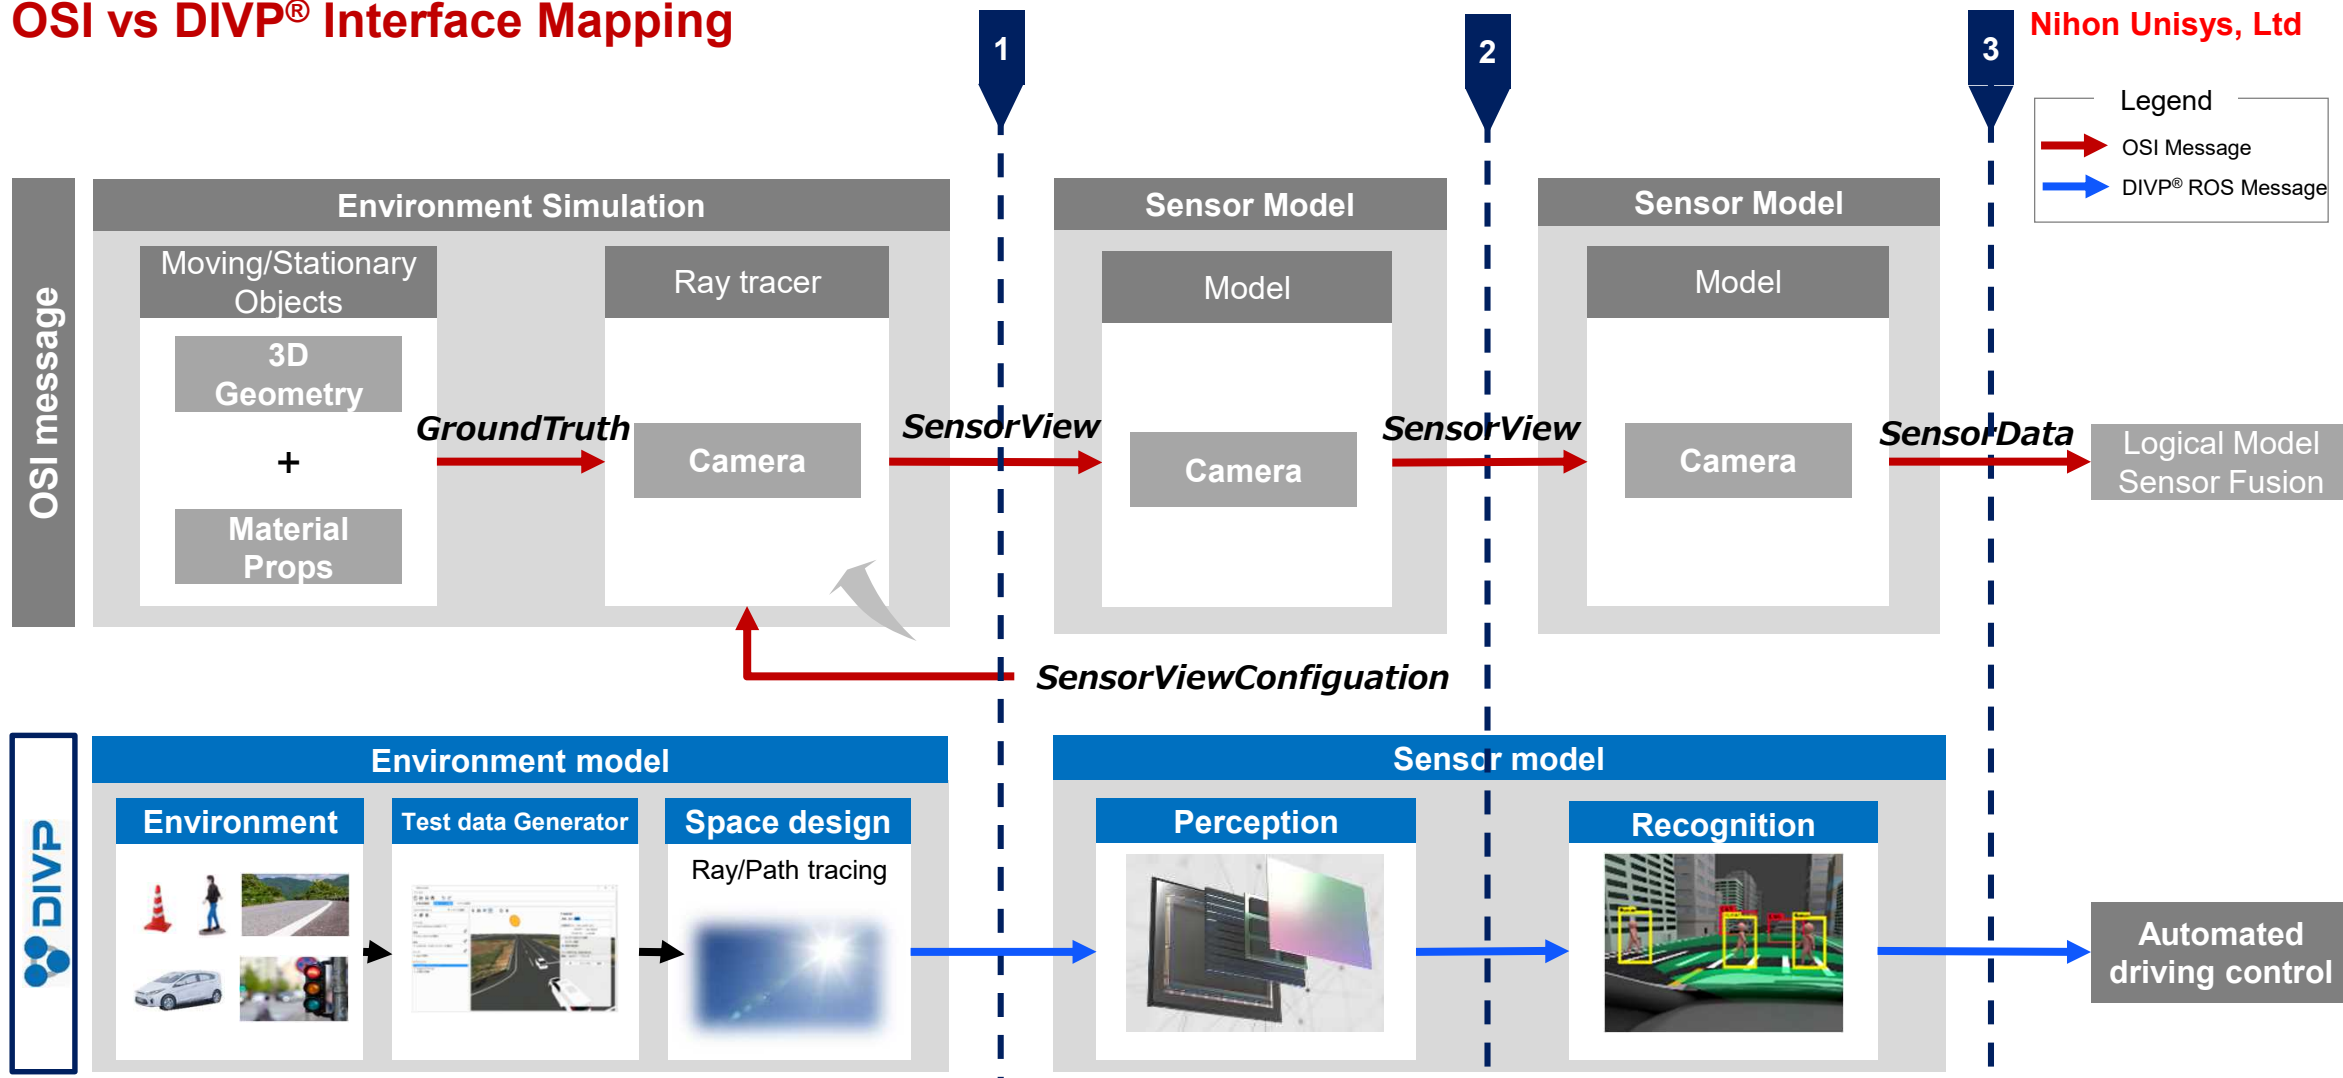 OSI vs DIVP® Interface Mapping
1
2
3
Nihon Unisys, Ltd
Legend
OSI Message
DIVP® ROS Message
OSI message
Environment Simulation
Moving/Stationary
Objects
3D
Geometry
+
Material
Props
GroundTruth
Ray tracer
Camera
SensorView
Sensor Model
Model
Camera
SensorView
Sensor Model
Model
Camera
SensorData
Logical Model
Sensor Fusion
SensorViewConfiguation
DIVP
Environment model
Environment
Test data Generator
Space design
Ray/Path tracing
Sensor model
Perception
Recognition
Automated
driving control